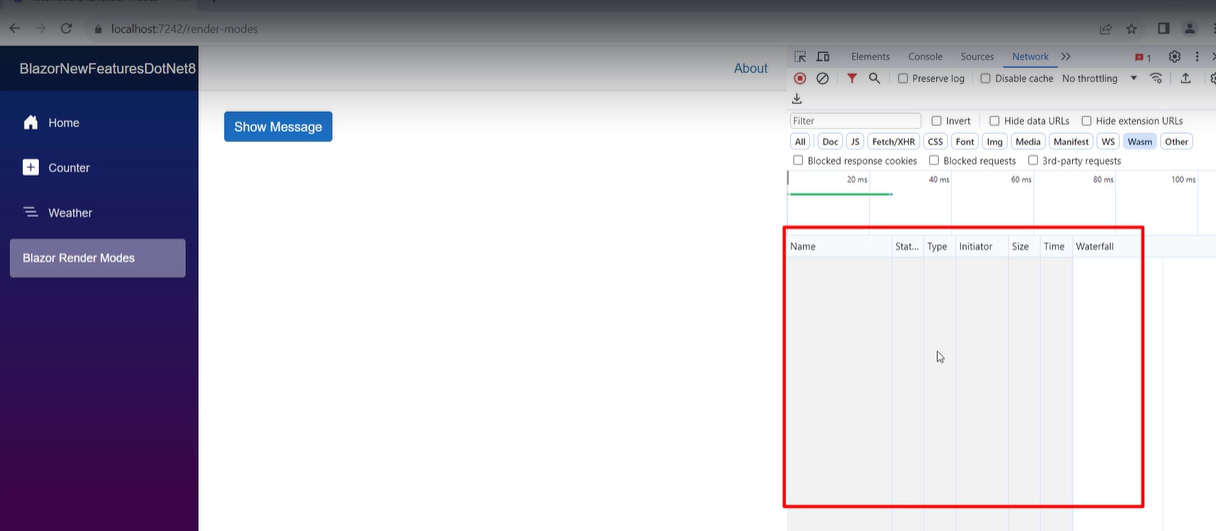 localhost:7242/render-modes
BlazorNewFeaturesDotNet8
Home
Counter
Weather
Blazor Render Modes
About
Show Message
Elements Console Sources Network 1
Preserve log Disable cache No throttling
Filter Invert Hide data URLs Hide extension URLs
All Doc JS Fetch/XHR CSS Font Img Media Manifest WS Wasm Other
Blocked response cookies Blocked requests 3rd-party requests
20 ms 40 ms 60 ms 80 ms 100 ms
Name Stat... Type Initiator Size Time Waterfall